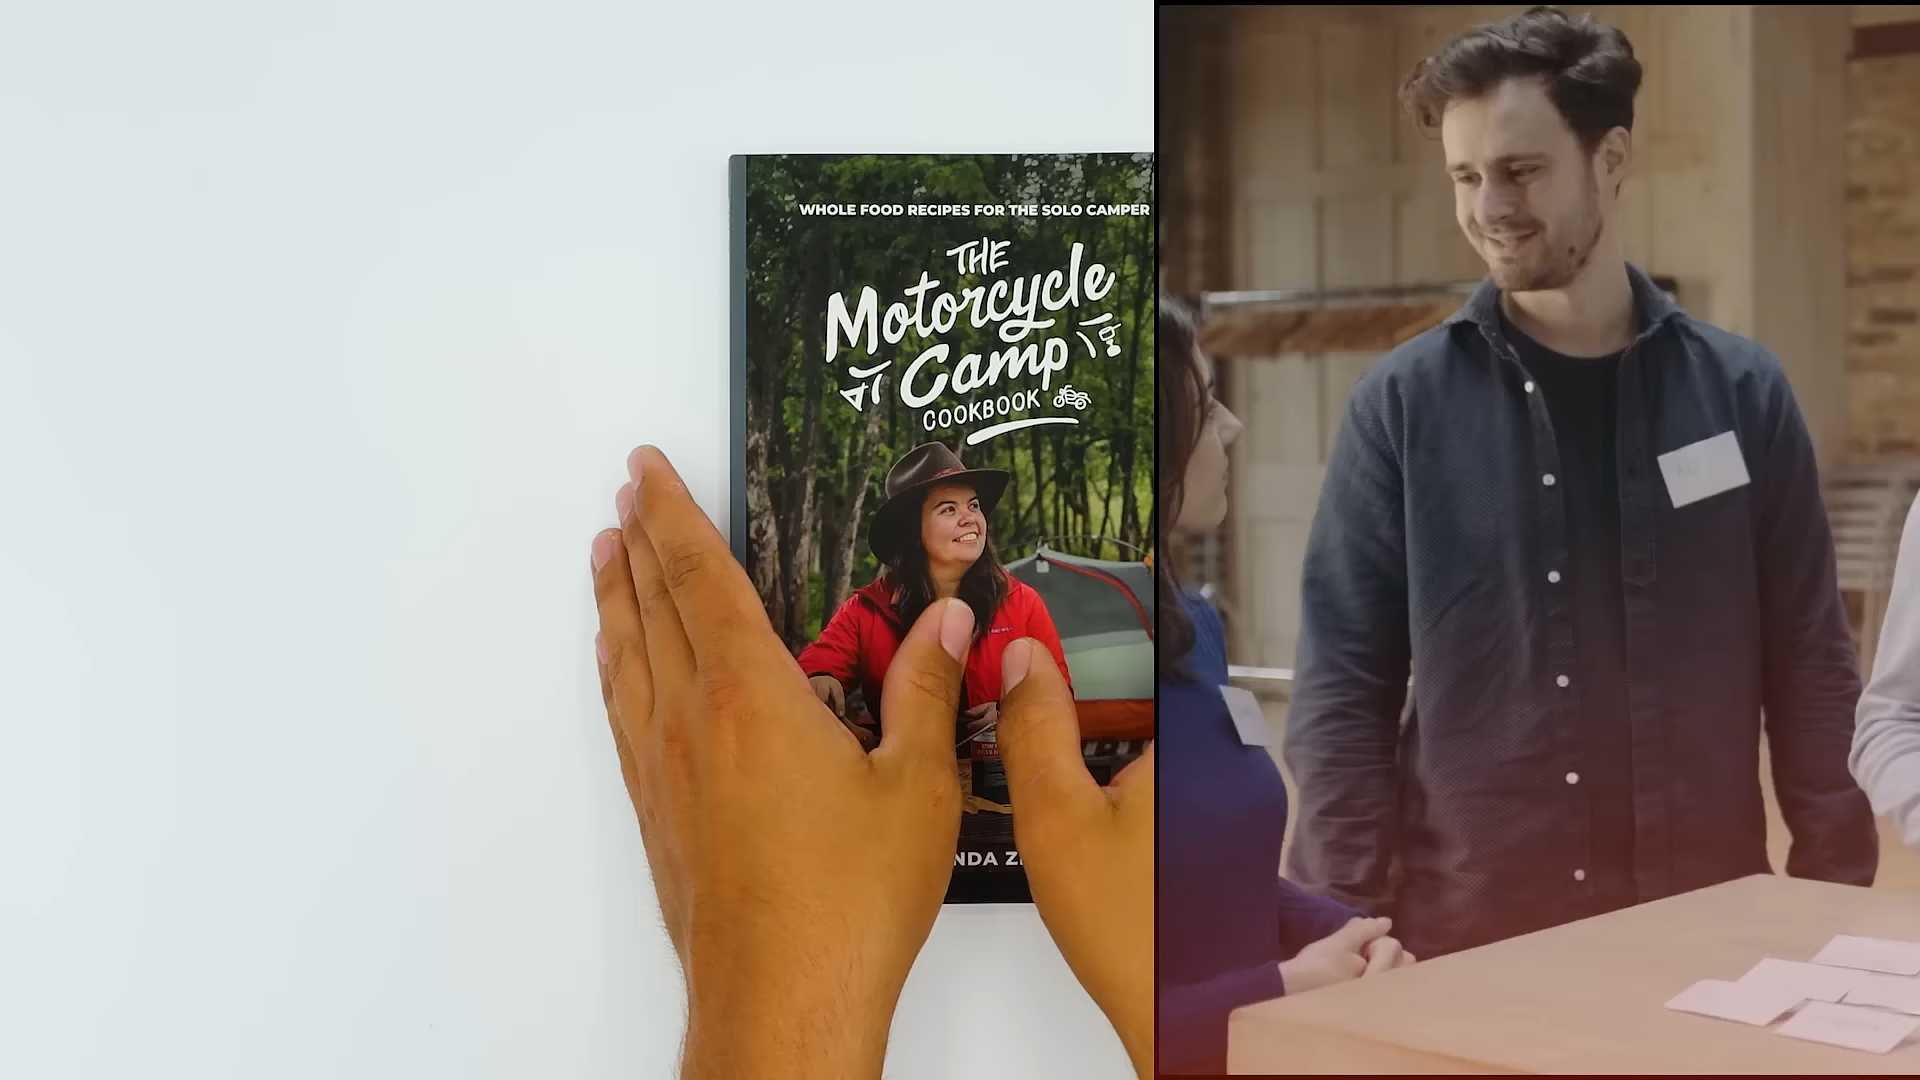 WHOLE FOOD RECIPES FOR THE SOLO CAMPER
THE
Motorcycle
Camp
COOKBOOK